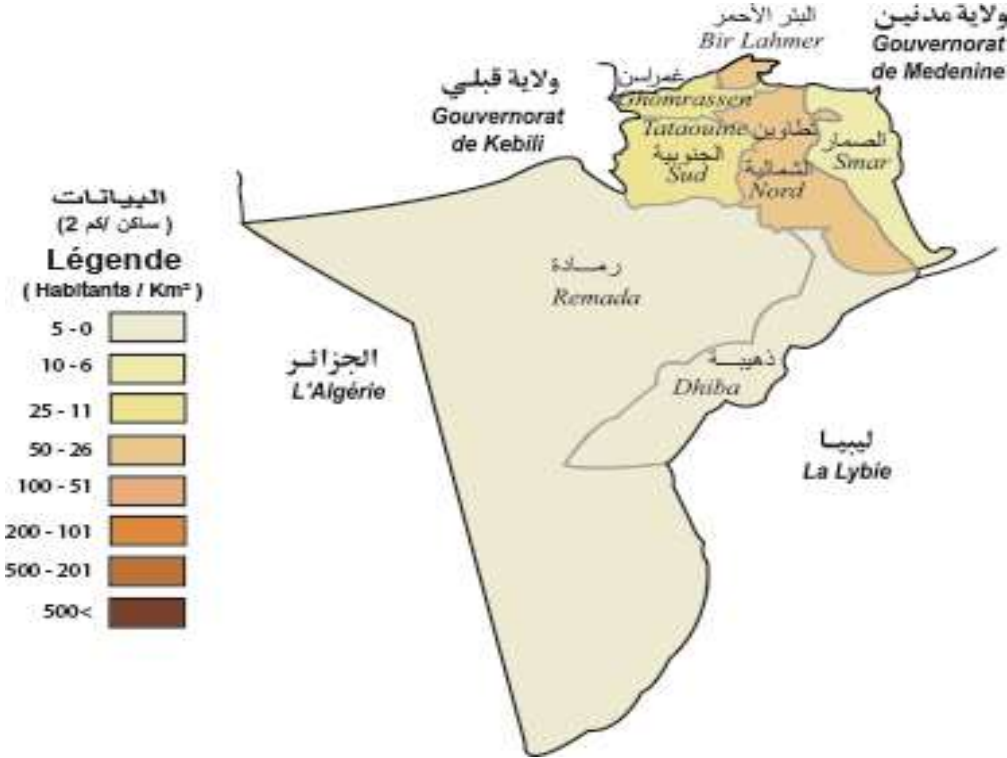 البئر الأحمر
Bir Lahmer
ولاية مدنين
Gouvernorat
de Medenine
ولاية قبلي
Gouvernorat
de Kebili
غمراسن
Ghomrassen
Tataouine
تطاوين
الجنوبية
Sud
الشمالية
Nord
الصمار
Smar
البيانات
(ساكن /كم 2)
Légende
( Habitants / Km² )
5 - 0
10 - 6
25 - 11
50 - 26
100 - 51
200 - 101
500 - 201
500<
رمادة
Remada
ذهيبة
Dhiba
الجزائر
L'Algérie
ليبيا
La Lybie